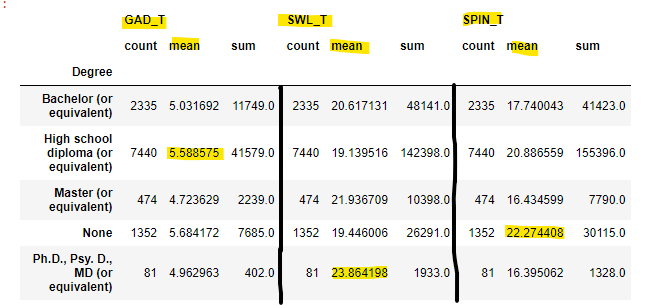 :
GAD_T SWL_T SPIN_T
count mean sum count mean sum count mean sum
Degree
Bachelor (or equivalent) 2335 5.031692 11749.0 2335 20.617131 48141.0 2335 17.740043 41423.0
High school diploma (or equivalent) 7440 5.588575 41579.0 7440 19.139516 142398.0 7440 20.886559 155396.0
Master (or equivalent) 474 4.723629 2239.0 474 21.936709 10398.0 474 16.434599 7790.0
None 1352 5.684172 7685.0 1352 19.446006 26291.0 1352 22.274408 30115.0
Ph.D., Psy. D., MD (or equivalent) 81 4.962963 402.0 81 23.864198 1933.0 81 16.395062 1328.0